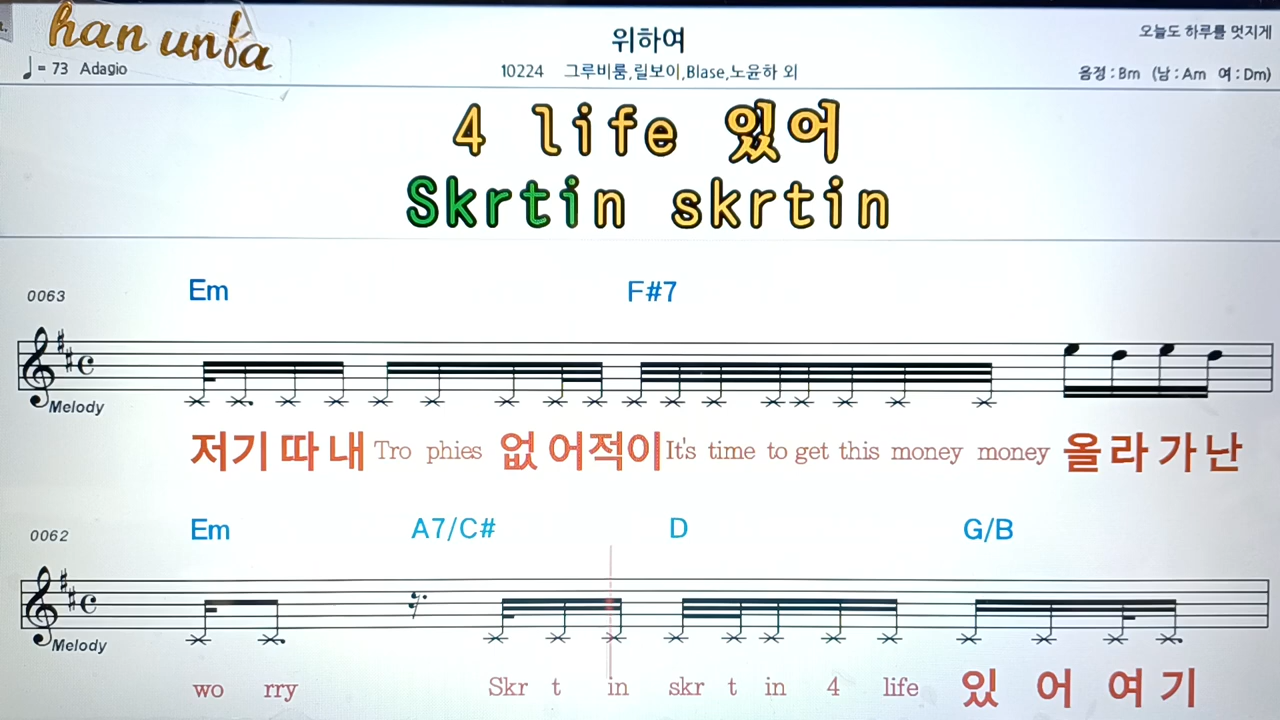 han unfa
위하여
오늘도 하루를 멋지게
♩= 73 Adagio
10224 그루비룸,릴보이,Blase,노윤하 외
음정 : Bm (남 : Am 여 : Dm)
4 life 있어
Skrtin skrtin
0063
Em F#7
Melody
저기 따 내 Tro phies 없 어적이 It's time to get this money money 올 라 가 난
0062
Em A7/C# D G/B
Melody
wo rry Skr t in skr t in 4 life 있 어 여 기